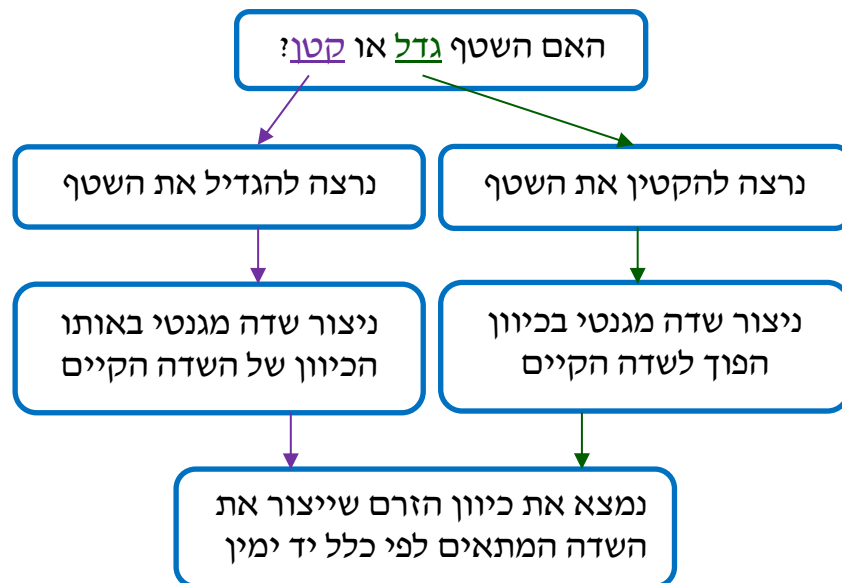 האם השטף גדל או קטן?
נרצה להקטין את השטף
נרצה להגדיל את השטף
ניצור שדה מגנטי בכיוון
הפוך לשדה הקיים
ניצור שדה מגנטי באותו
הכיוון של השדה הקיים
נמצא את כיוון הזרם שייצור את
השדה המתאים לפי כלל יד ימין